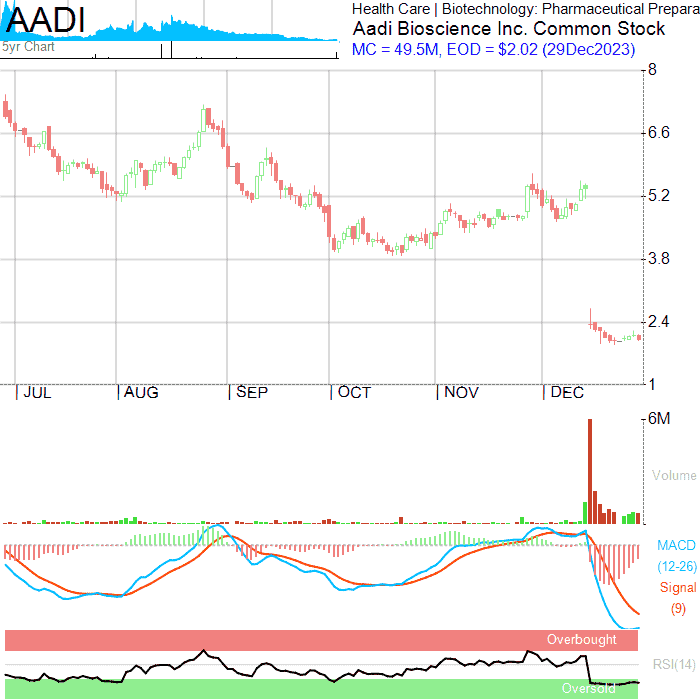 AADI
5yr Chart
Health Care | Biotechnology: Pharmaceutical Prepara
Aadi Bioscience Inc. Common Stock
MC = 49.5M, EOD = $2.02 (29Dec2023)
8
6.6
5.2
3.8
2.4
1
JUL AUG SEP OCT NOV DEC
6M
Volume
MACD
(12-26)
Signal
(9)
Overbought
RSI(14)
Oversold